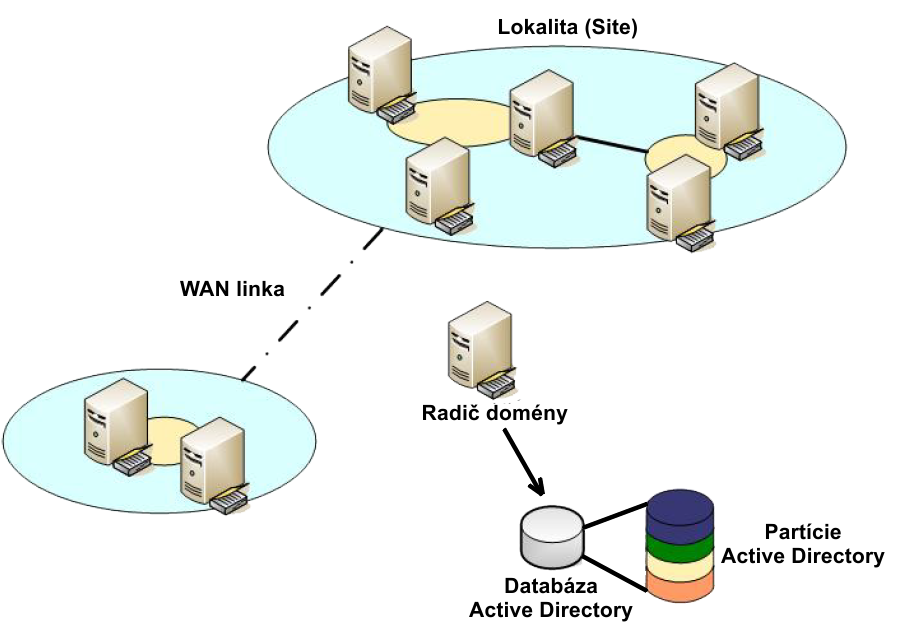 Lokalita (Site)
WAN linka
Radič domény
Partície
Active Directory
Databáza
Active Directory